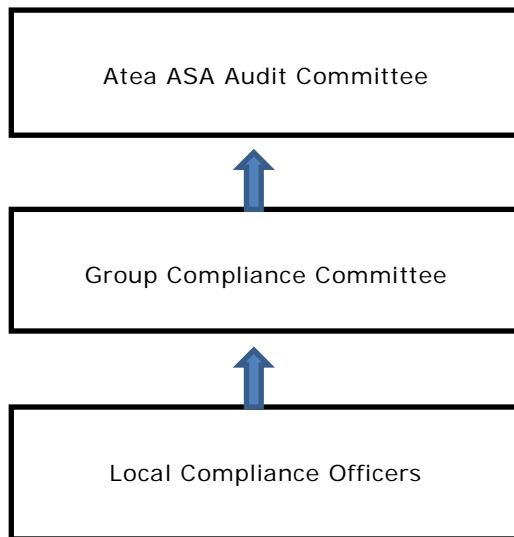 Atea ASA Audit Committee
Group Compliance Committee
Local Compliance Officers